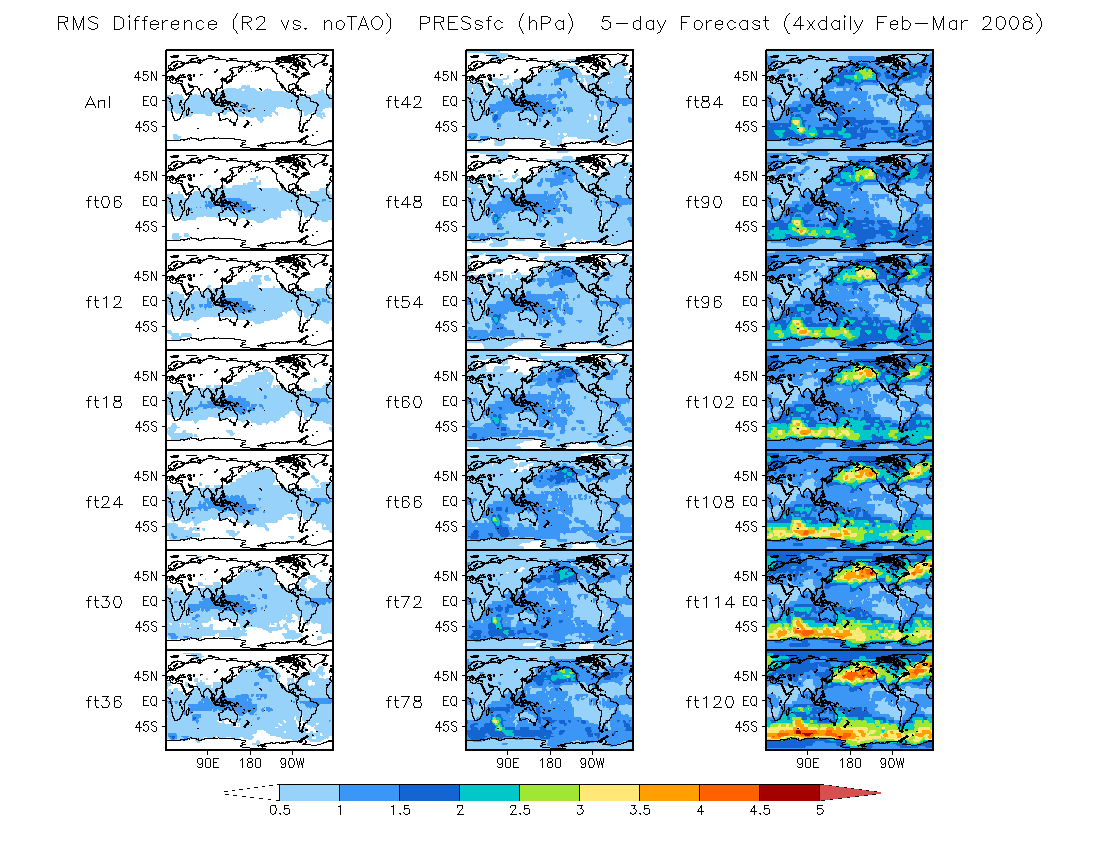 RMS Difference (R2 vs. noTAO) PRESsfc (hPa) 5-day Forecast (4xdaily Feb-Mar 2008)
45N
Anl EQ
45S
45N
ft06 EQ
45S
45N
ft12 EQ
45S
45N
ft18 EQ
45S
45N
ft24 EQ
45S
45N
ft30 EQ
45S
45N
ft36 EQ
45S
90E 180 90W
45N
ft42 EQ
45S
45N
ft48 EQ
45S
45N
ft54 EQ
45S
45N
ft60 EQ
45S
45N
ft66 EQ
45S
45N
ft72 EQ
45S
45N
ft78 EQ
45S
90E 180 90W
45N
ft84 EQ
45S
45N
ft90 EQ
45S
45N
ft96 EQ
45S
45N
ft102 EQ
45S
45N
ft108 EQ
45S
45N
ft114 EQ
45S
45N
ft120 EQ
45S
90E 180 90W
0.5 1 1.5 2 2.5 3 3.5 4 4.5 5